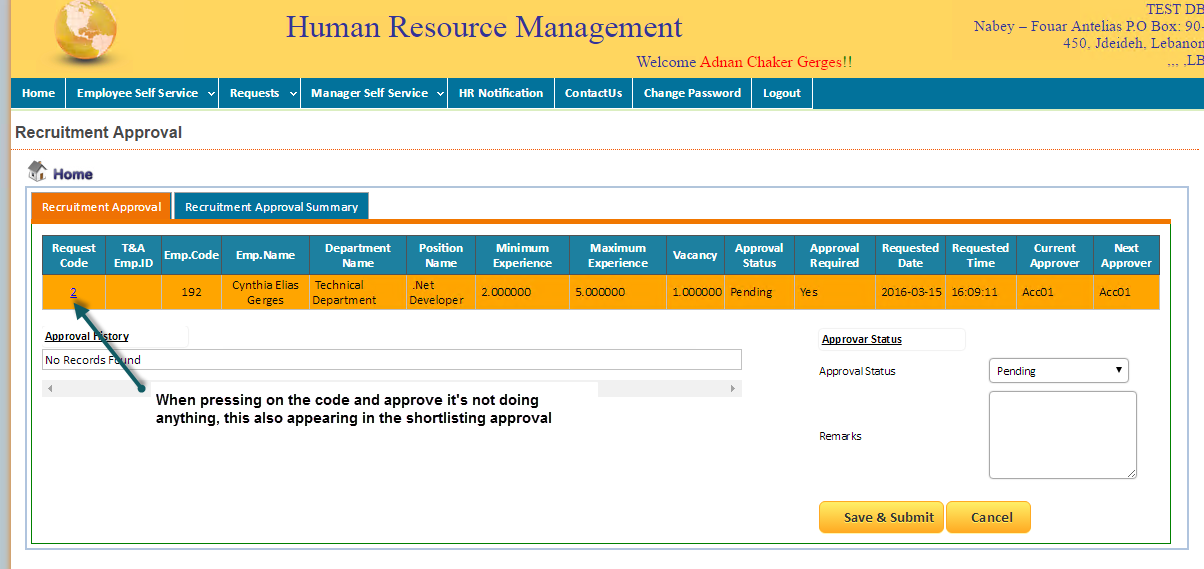 Human Resource Management
TEST DB
Nabey – Fouar Antelias P.O Box: 90-
450, Jdeideh, Lebanon
,,, ,LB
Welcome Adnan Chaker Gerges!!
Home Employee Self Service Requests Manager Self Service HR Notification ContactUs Change Password Logout
Recruitment Approval
Home
Recruitment Approval Recruitment Approval Summary
Request Code T&A Emp.ID Emp.Code Emp.Name Department Name Position Name Minimum Experience Maximum Experience Vacancy Approval Status Approval Required Requested Date Requested Time Current Approver Next Approver
2 192 Cynthia Elias Gerges Technical Department .Net Developer 2.000000 5.000000 1.000000 Pending Yes 2016-03-15 16:09:11 Acc01 Acc01
Approval History
No Records Found
When pressing on the code and approve it's not doing
anything, this also appearing in the shortlisting approval
Approvar Status
Approval Status Pending
Remarks
Save & Submit Cancel